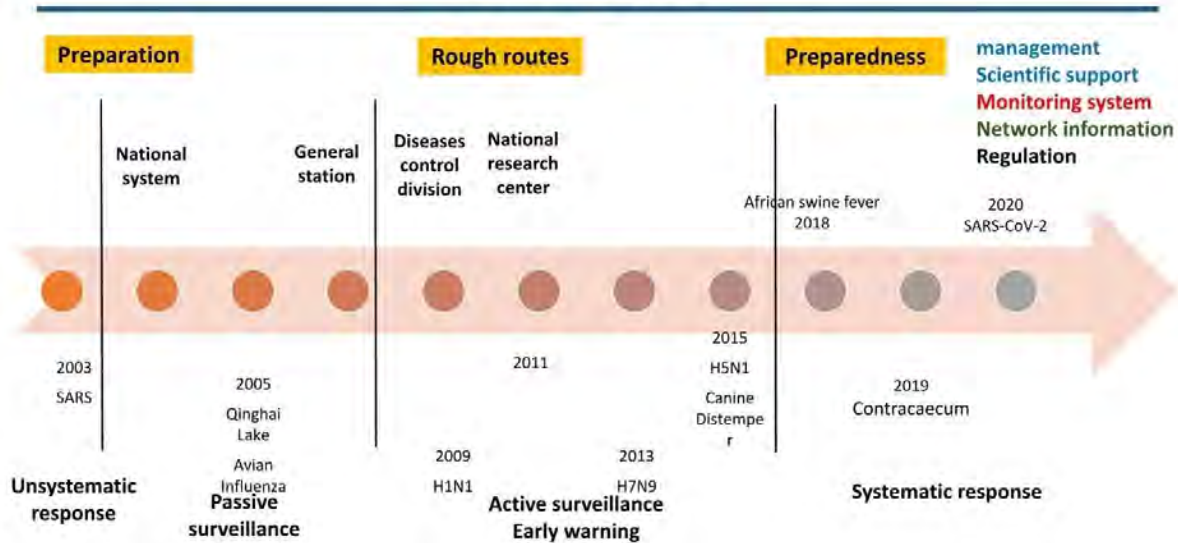 Preparation
Rough routes
Preparedness
management
Scientific support
Monitoring system
Network information
Regulation
National
system
General
station
Diseases
control
division
National
research
center
African swine fever
2018
2020
SARS-CoV-2
2003
SARS
2005
Qinghai
Lake
Avian
Influenza
2009
H1N1
2011
2013
H7N9
2015
H5N1
Canine
Distempe
r
2019
Contracaecum
Unsystematic
response
Passive
surveillance
Active surveillance
Early warning
Systematic response